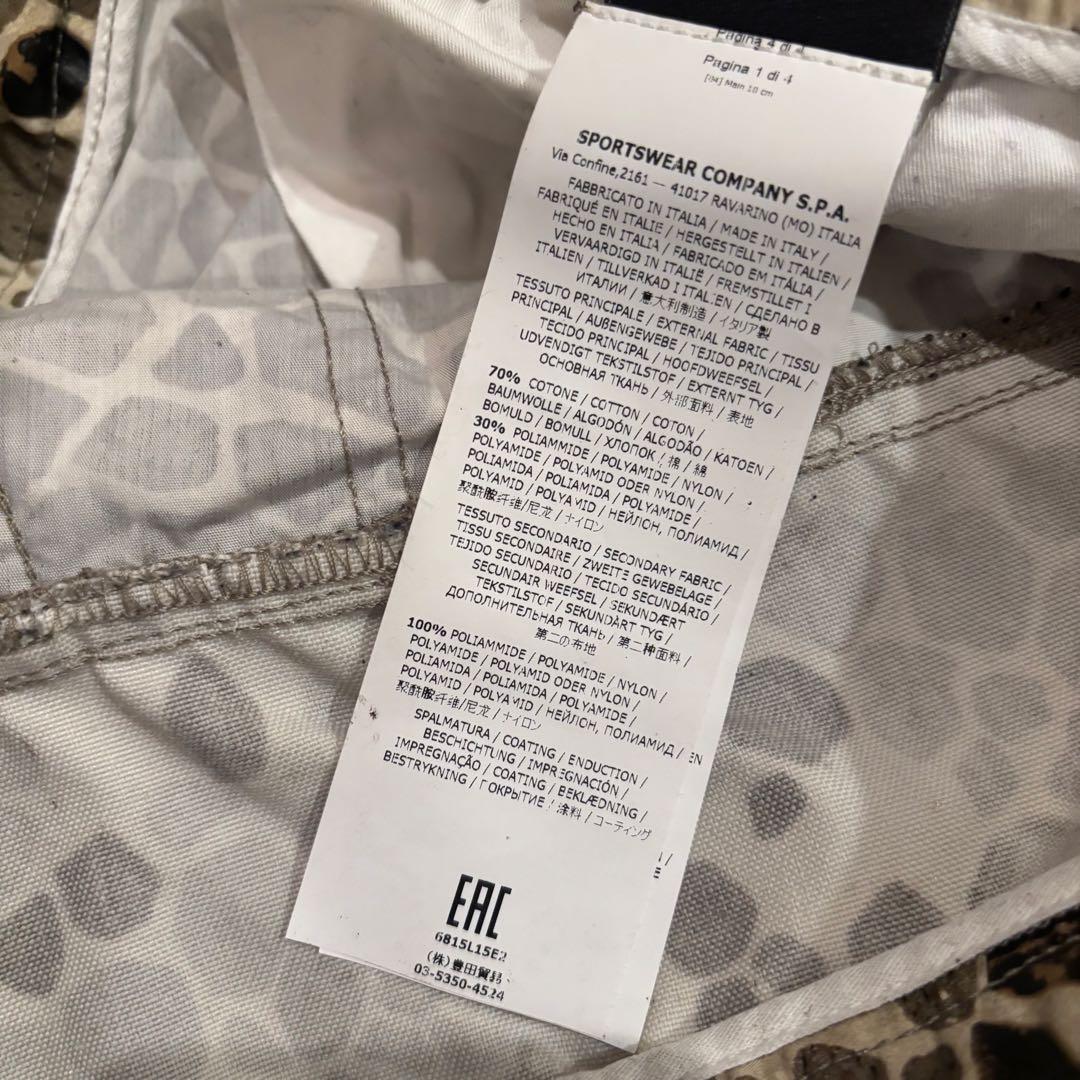 Pagina 4 di 4
Pagina 1 di 4
[04] Main 10 cm
SPORTSWEAR COMPANY S.P.A.
Via Confine,2161 — 41017 RAVARINO (MO) ITALIA
FABBRICATO IN ITALIA / MADE IN ITALY /
FABRIQUÉ EN ITALIE / HERGESTELLT IN ITALIEN /
HECHO EN ITALIA / FABRICADO EM ITÁLIA /
VERVAARDIGD IN ITALIË / FREMSTILLET I
ITALIEN / TILLVERKAD I ITALIEN / СДЕЛАНО В
ИТАЛИИ / 意大利制造 / イタリア製
TESSUTO PRINCIPALE / EXTERNAL FABRIC / TISSU
PRINCIPAL / AUßENGEWEBE / TEJIDO PRINCIPAL /
TECIDO PRINCIPAL / HOOFDWEEFSEL /
UDVENDIGT TEKSTILSTOF / EXTERNT TYG /
ОСНОВНАЯ ТКАНЬ / 外部面料 / 表地
70% COTONE / COTTON / COTON /
BAUMWOLLE / ALGODÓN / ALGODÃO / KATOEN /
BOMULD / BOMULL / ХЛОПОК / 棉 / 綿
30% POLIAMMIDE / POLYAMIDE / NYLON /
POLYAMIDE / POLYAMID ODER NYLON /
POLIAMIDA / POLIAMIDA / POLYAMIDE /
POLYAMID / POLYAMID / НЕЙЛОН, ПОЛИАМИД /
聚酰胺纤维/尼龙 / ナイロン
TESSUTO SECONDARIO / SECONDARY FABRIC /
TISSU SECONDAIRE / ZWEITE GEWEBELAGE /
TEJIDO SECUNDARIO / TECIDO SECUNDÁRIO /
SECUNDAIR WEEFSEL / SEKUNDÆRT
TEKSTILSTOF / SEKUNDÄRT TYG /
ДОПОЛНИТЕЛЬНАЯ ТКАНЬ / 第二种面料 /
第二の布地
100% POLIAMMIDE / POLYAMIDE / NYLON /
POLYAMIDE / POLYAMID ODER NYLON /
POLIAMIDA / POLIAMIDA / POLYAMIDE /
POLYAMID / POLYAMID / НЕЙЛОН, ПОЛИАМИД /
聚酰胺纤维/尼龙 / ナイロン
EN
SPALMATURA / COATING / ENDUCTION /
BESCHICHTUNG / IMPREGNACIÓN /
IMPREGNAÇÃO / COATING / BEKLÆDNING /
BESTRYKNING / ПОКРЫТИЕ / 涂料 / コーティング
EAC
6815L15E2
(株)豊田貿易
03-5350-4524